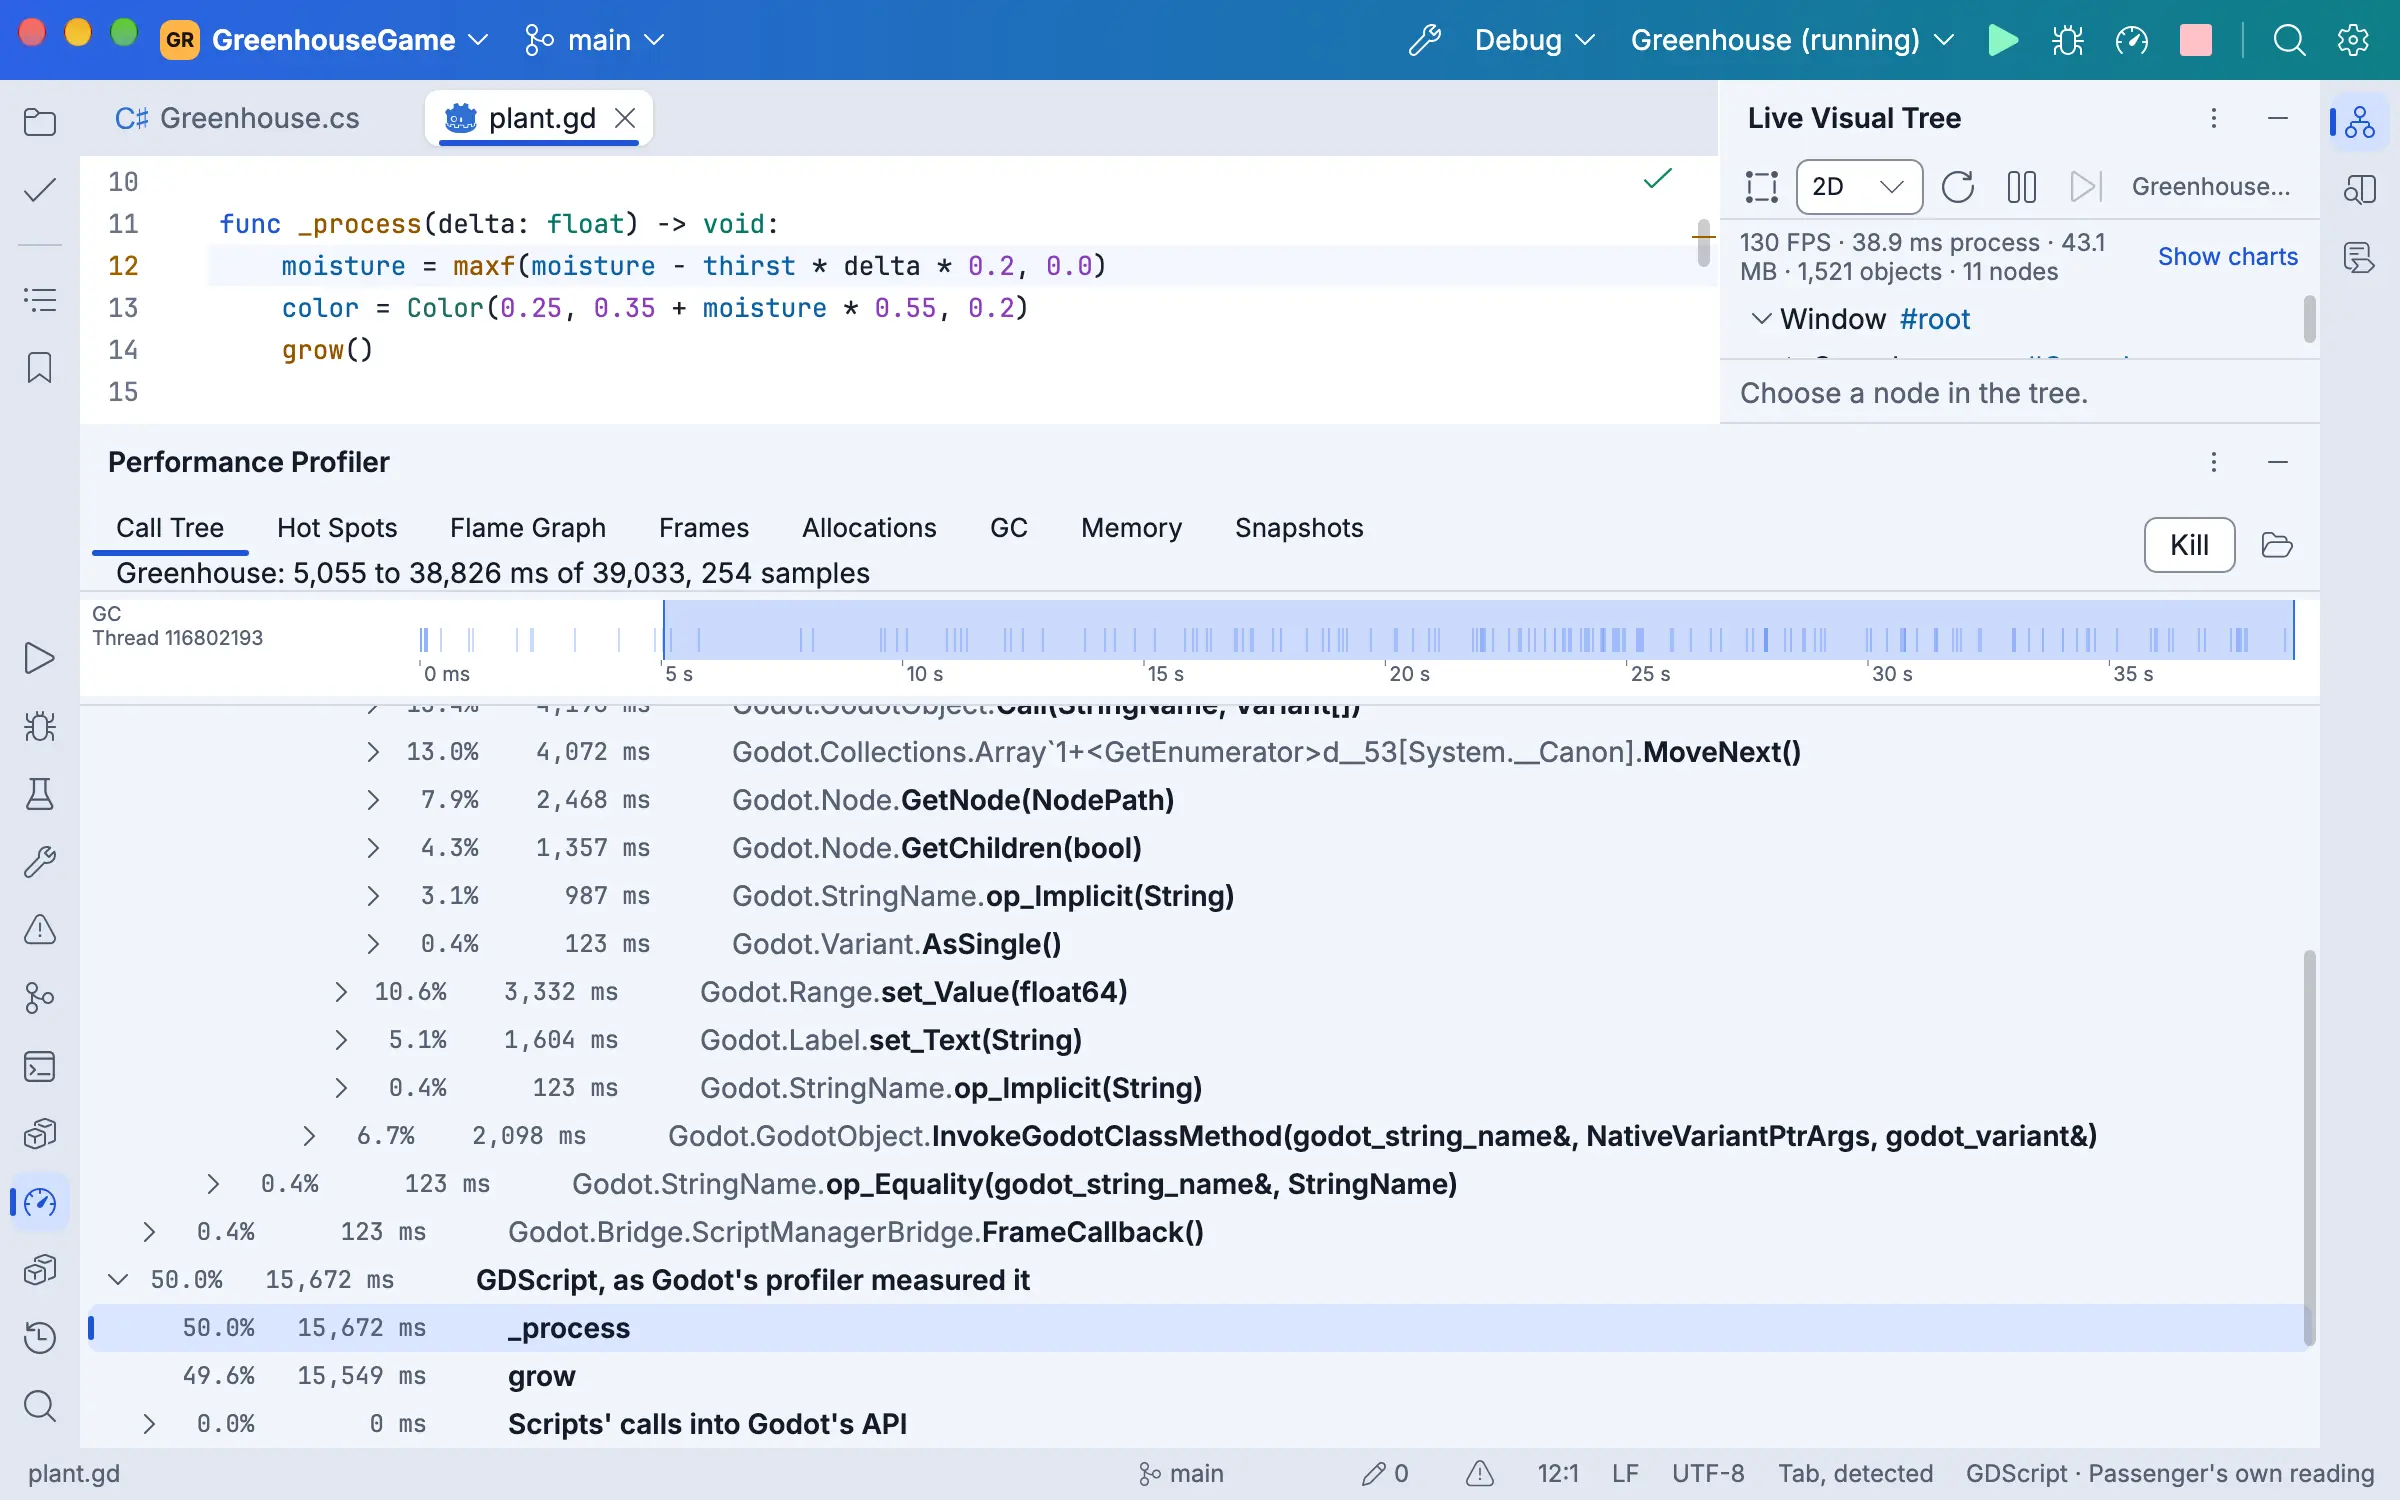 GR GreenhouseGame main Debug Greenhouse (running)
C# Greenhouse.cs plant.gd
10
11 func _process(delta: float) -> void:
12 moisture = maxf(moisture - thirst * delta * 0.2, 0.0)
13 color = Color(0.25, 0.35 + moisture * 0.55, 0.2)
14 grow()
15
Live Visual Tree
2D Greenhouse...
130 FPS · 38.9 ms process · 43.1
MB · 1,521 objects · 11 nodes
Show charts
Window #root
Choose a node in the tree.
Performance Profiler
Call Tree Hot Spots Flame Graph Frames Allocations GC Memory Snapshots
Kill
Greenhouse: 5,055 to 38,826 ms of 39,033, 254 samples
GC
Thread 116802193
0 ms 5 s 10 s 15 s 20 s 25 s 30 s 35 s
Godot.GodotObject.Call(StringName, Variant[])
13.0% 4,072 ms Godot.Collections.Array`1+<GetEnumerator>d__53[System.__Canon].MoveNext()
7.9% 2,468 ms Godot.Node.GetNode(NodePath)
4.3% 1,357 ms Godot.Node.GetChildren(bool)
3.1% 987 ms Godot.StringName.op_Implicit(String)
0.4% 123 ms Godot.Variant.AsSingle()
10.6% 3,332 ms Godot.Range.set_Value(float64)
5.1% 1,604 ms Godot.Label.set_Text(String)
0.4% 123 ms Godot.StringName.op_Implicit(String)
6.7% 2,098 ms Godot.GodotObject.InvokeGodotClassMethod(godot_string_name&, NativeVariantPtrArgs, godot_variant&)
0.4% 123 ms Godot.StringName.op_Equality(godot_string_name&, StringName)
0.4% 123 ms Godot.Bridge.ScriptManagerBridge.FrameCallback()
50.0% 15,672 ms GDScript, as Godot's profiler measured it
50.0% 15,672 ms _process
49.6% 15,549 ms grow
0.0% 0 ms Scripts' calls into Godot's API
plant.gd main 0 12:1 LF UTF-8 Tab, detected GDScript · Passenger's own reading